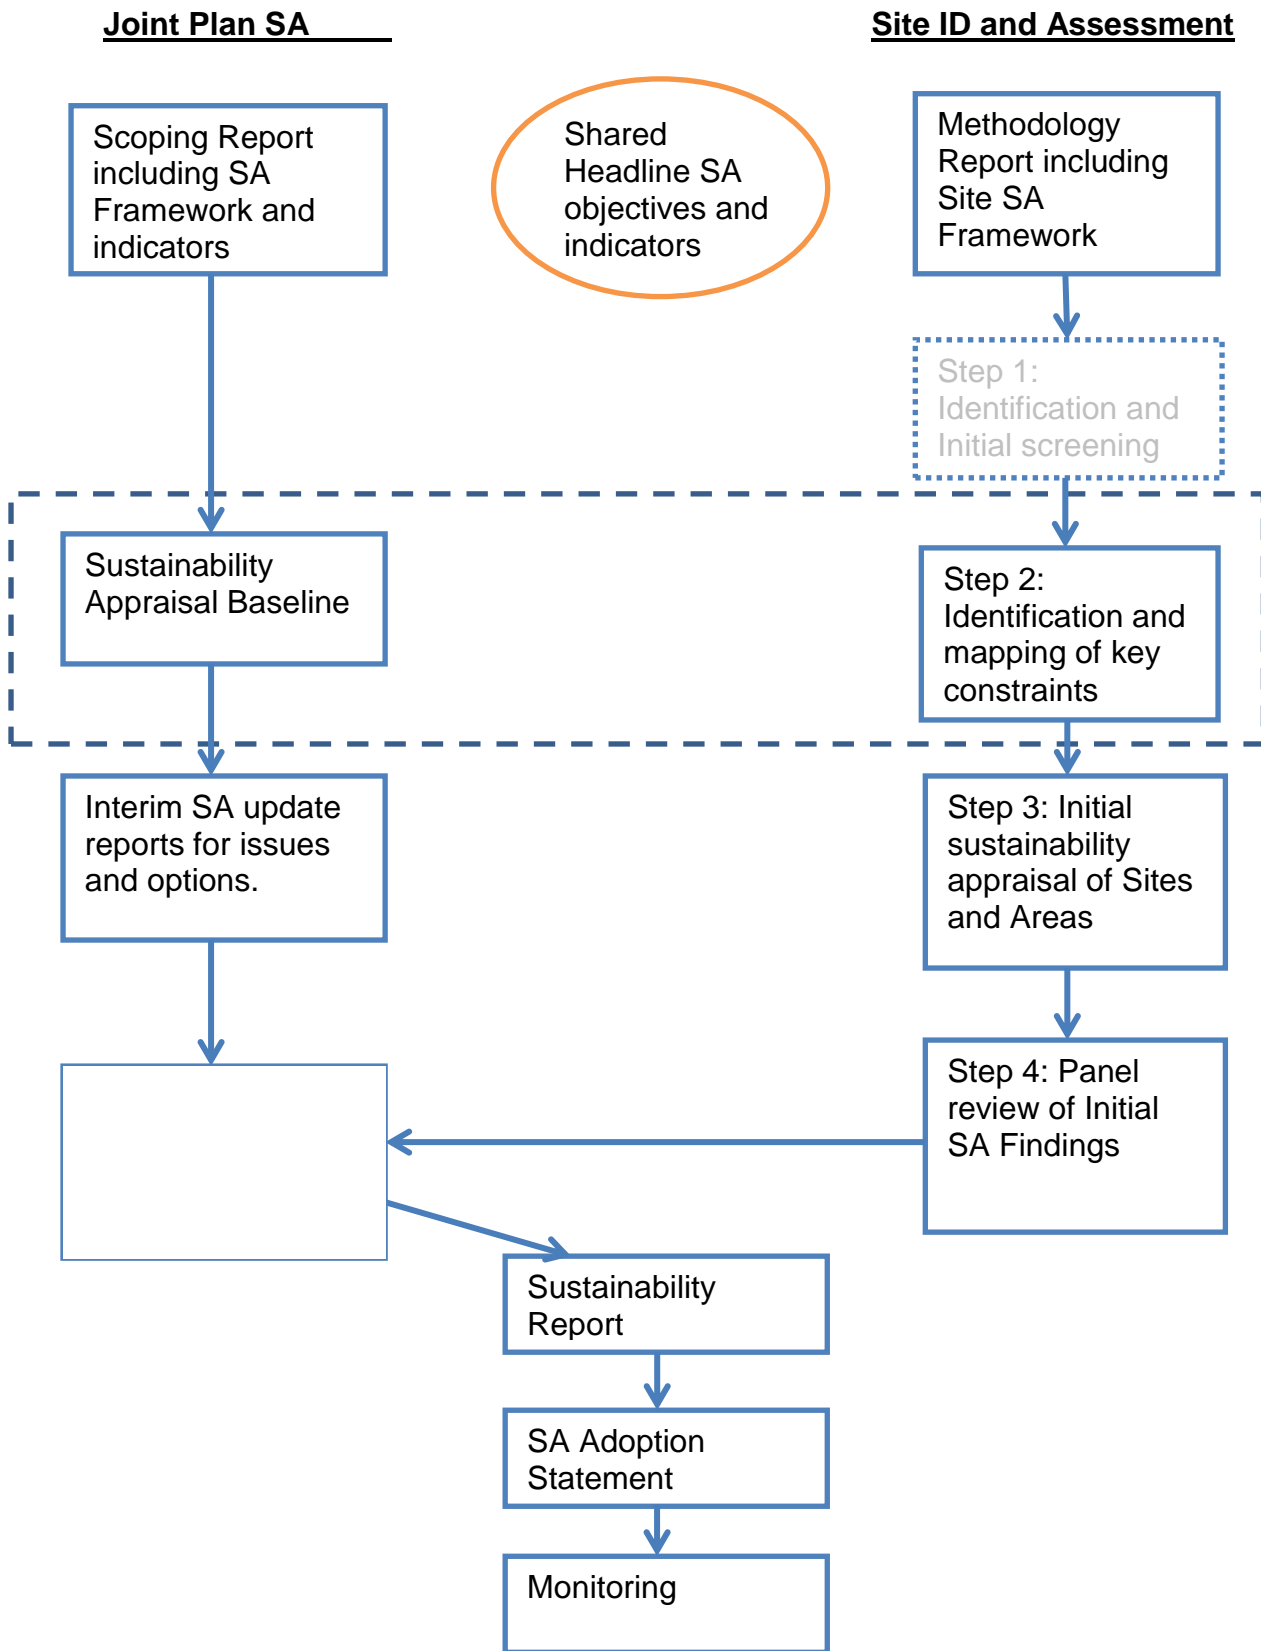 Joint Plan SA
Site ID and Assessment
Scoping Report
including SA
Framework and
indicators
Shared
Headline SA
objectives and
indicators
Methodology
Report including
Site SA
Framework
Step 1:
Identification and
Initial screening
Sustainability
Appraisal Baseline
Step 2:
Identification and
mapping of key
constraints
Interim SA update
reports for issues
and options.
Step 3: Initial
sustainability
appraisal of Sites
and Areas
Step 4: Panel
review of Initial
SA Findings
Sustainability
Report
SA Adoption
Statement
Monitoring